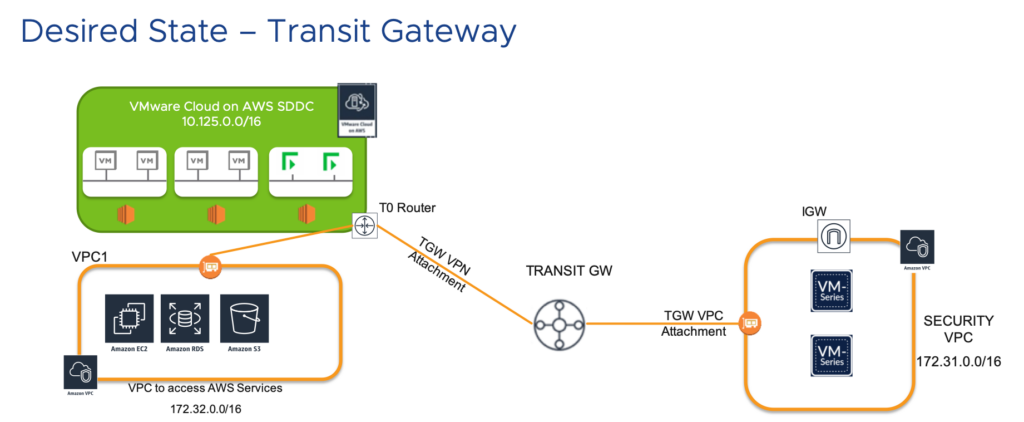 Desired State – Transit Gateway
VMware Cloud on AWS SDDC
10.125.0.0/16
VMware Cloud
on AWS
VM
VM
VM
VM
T0 Router
VPC1
TGW VPN
Attachment
TRANSIT GW
TGW VPC
Attachment
IGW
Amazon VPC
VM-
Series
VM-
Series
SECURITY
VPC
172.31.0.0/16
Amazon EC2
Amazon RDS
Amazon S3
Amazon VPC
VPC to access AWS Services
172.32.0.0/16